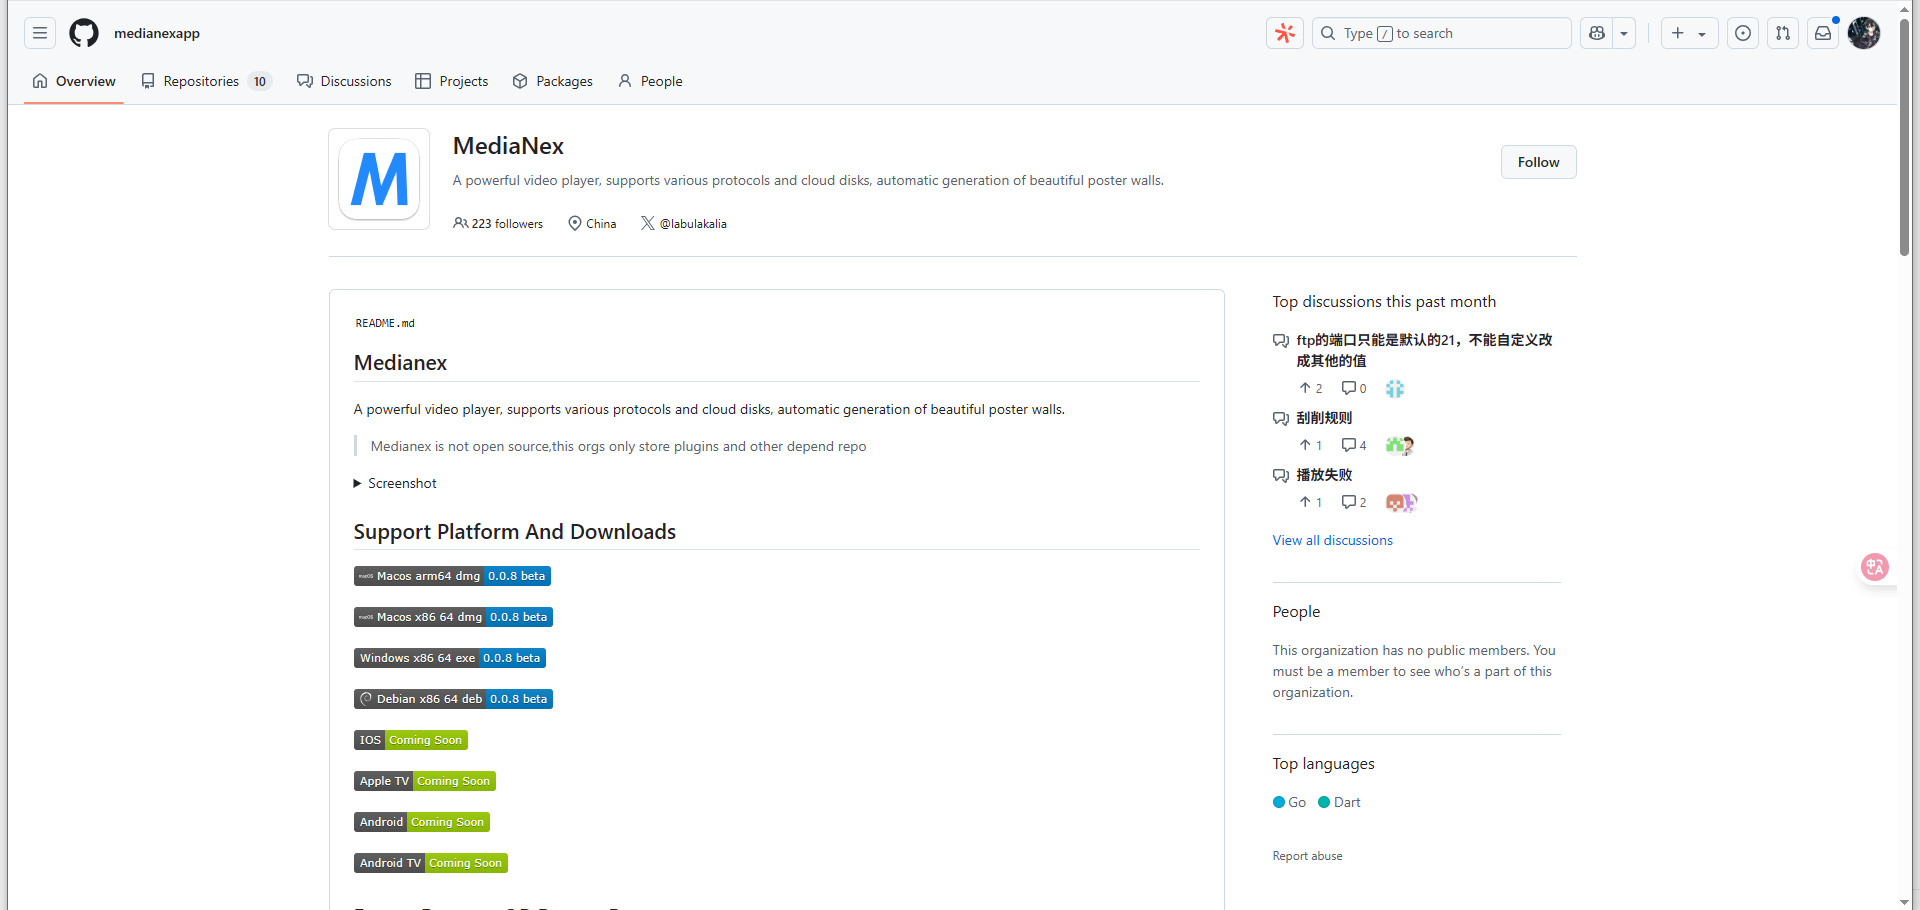 medianexapp
Type / to search
Overview
Repositories 10
Discussions
Projects
Packages
People
M
MediaNex
A powerful video player, supports various protocols and cloud disks, automatic generation of beautiful poster walls.
223 followers
China
@labulakalia
Follow
README.md
Medianex
A powerful video player, supports various protocols and cloud disks, automatic generation of beautiful poster walls.
Medianex is not open source,this orgs only store plugins and other depend repo
Screenshot
Support Platform And Downloads
macOS Macos arm64 dmg 0.0.8 beta
macOS Macos x86 64 dmg 0.0.8 beta
Windows x86 64 exe 0.0.8 beta
Debian x86 64 deb 0.0.8 beta
IOS Coming Soon
Apple TV Coming Soon
Android Coming Soon
Android TV Coming Soon
Top discussions this past month
ftp的端口只能是默认的21，不能自定义改
成其他的值
2 0
刮削规则
1 4
播放失败
1 2
View all discussions
People
This organization has no public members. You
must be a member to see who's a part of this
organization.
Top languages
Go Dart
Report abuse